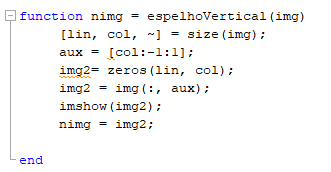 function nimg = espelhoVertical(img)
[lin, col, ~] = size(img);
aux = [col:-1:1];
img2= zeros(lin, col);
img2 = img(:, aux);
imshow(img2);
nimg = img2;
end